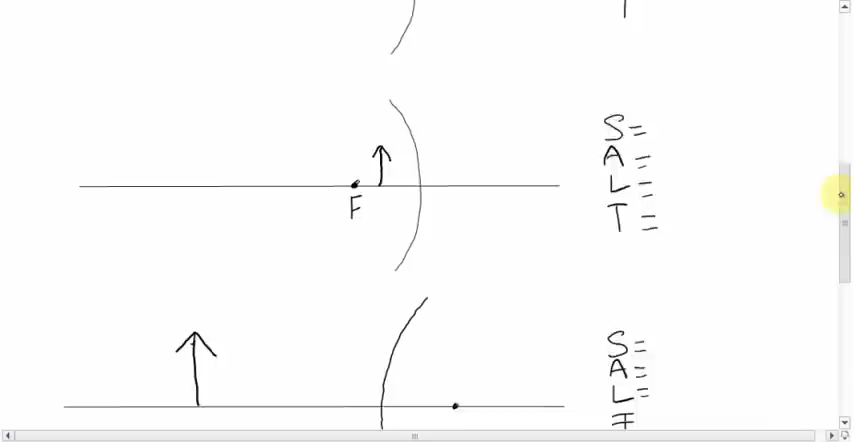 S=
A=
L=
T=
F
S=
A=
L=